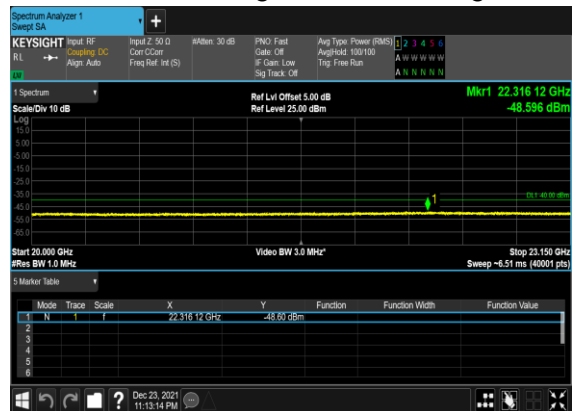 Spectrum Analyzer 1
Swept SA
KEYSIGHT Input: RF Input Z: 50 Ω #Atten: 30 dB PNO: Fast Avg Type: Power (RMS) 1 2 3 4 5 6
RL Coupling: DC Corr CCorr Gate: Off Avg|Hold: 100/100 A W W W W W
Align: Auto Freq Ref: Int (S) IF Gain: Low Trig: Free Run
LXI Sig Track: Off A N N N N N
1 Spectrum Ref Lvl Offset 5.00 dB Mkr1 22.316 12 GHz
Scale/Div 10 dB Ref Level 25.00 dBm -48.596 dBm
Log
15.0
5.00
-5.00
-15.0
-25.0
-35.0 1 DL1 -40.00 dBm
-45.0
-55.0
-65.0
Start 20.000 GHz Video BW 3.0 MHz* Stop 23.150 GHz
#Res BW 1.0 MHz Sweep ~6.51 ms (40001 pts)
5 Marker Table
Mode Trace Scale X Y Function Function Width Function Value
1 N 1 f 22.316 12 GHz -48.60 dBm
2
3
4
5
6
? Dec 23, 2021
11:13:14 PM